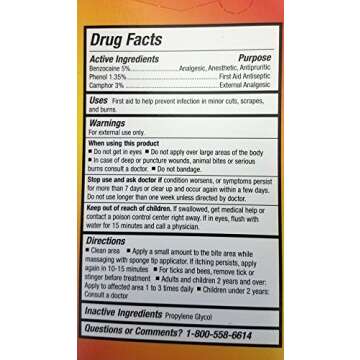 Drug Facts
Active Ingredients Purpose
Benzocaine 5% Analgesic, Anesthetic, Antipruritic
Phenol 1.35% First Aid Antiseptic
Camphor 3% External Analgesic
Uses First aid to help prevent infection in minor cuts, scrapes,
and burns.
Warnings
For external use only.
When using this product
■ Do not get in eyes ■ Do not apply over large areas of the body
■ In case of deep or puncture wounds, animal bites or serious
burns consult a doctor. ■ Do not bandage.
Stop use and ask doctor if condition worsens, or symptoms persist
for more than 7 days or clear up and occur again within a few days.
Do not use longer than one week unless directed by doctor.
Keep out of reach of children. If swallowed, get medical help or
contact a poison control center right away. If in eyes, flush with
water for 15 minutes and call a physician.
Directions
■ Clean area ■ Apply a small amount to the bite area while
massaging with sponge tip applicator. If itching persists, apply
again in 10-15 minutes ■ For ticks and bees, remove tick or
stinger before treatment ■ Adults and children 2 years and over:
Apply to affected area 1 to 3 times daily ■ Children under 2 years:
Consult a doctor
Inactive Ingredients Propylene Glycol
Questions or Comments? 1-800-558-6614